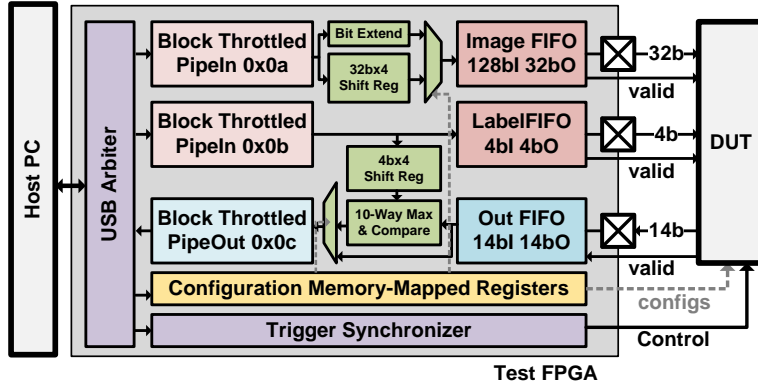 Host PC
USB Arbiter
Block Throttled
PipeIn 0x0a
Bit Extend
32bx4
Shift Reg
Image FIFO
128bI 32bO
32b
valid
Block Throttled
PipeIn 0x0b
LabelFIFO
4bI 4bO
4b
valid
DUT
4bx4
Shift Reg
Block Throttled
PipeOut 0x0c
10-Way Max
& Compare
Out FIFO
14bI 14bO
14b
valid
Configuration Memory-Mapped Registers
configs
Trigger Synchronizer
Control
Test FPGA